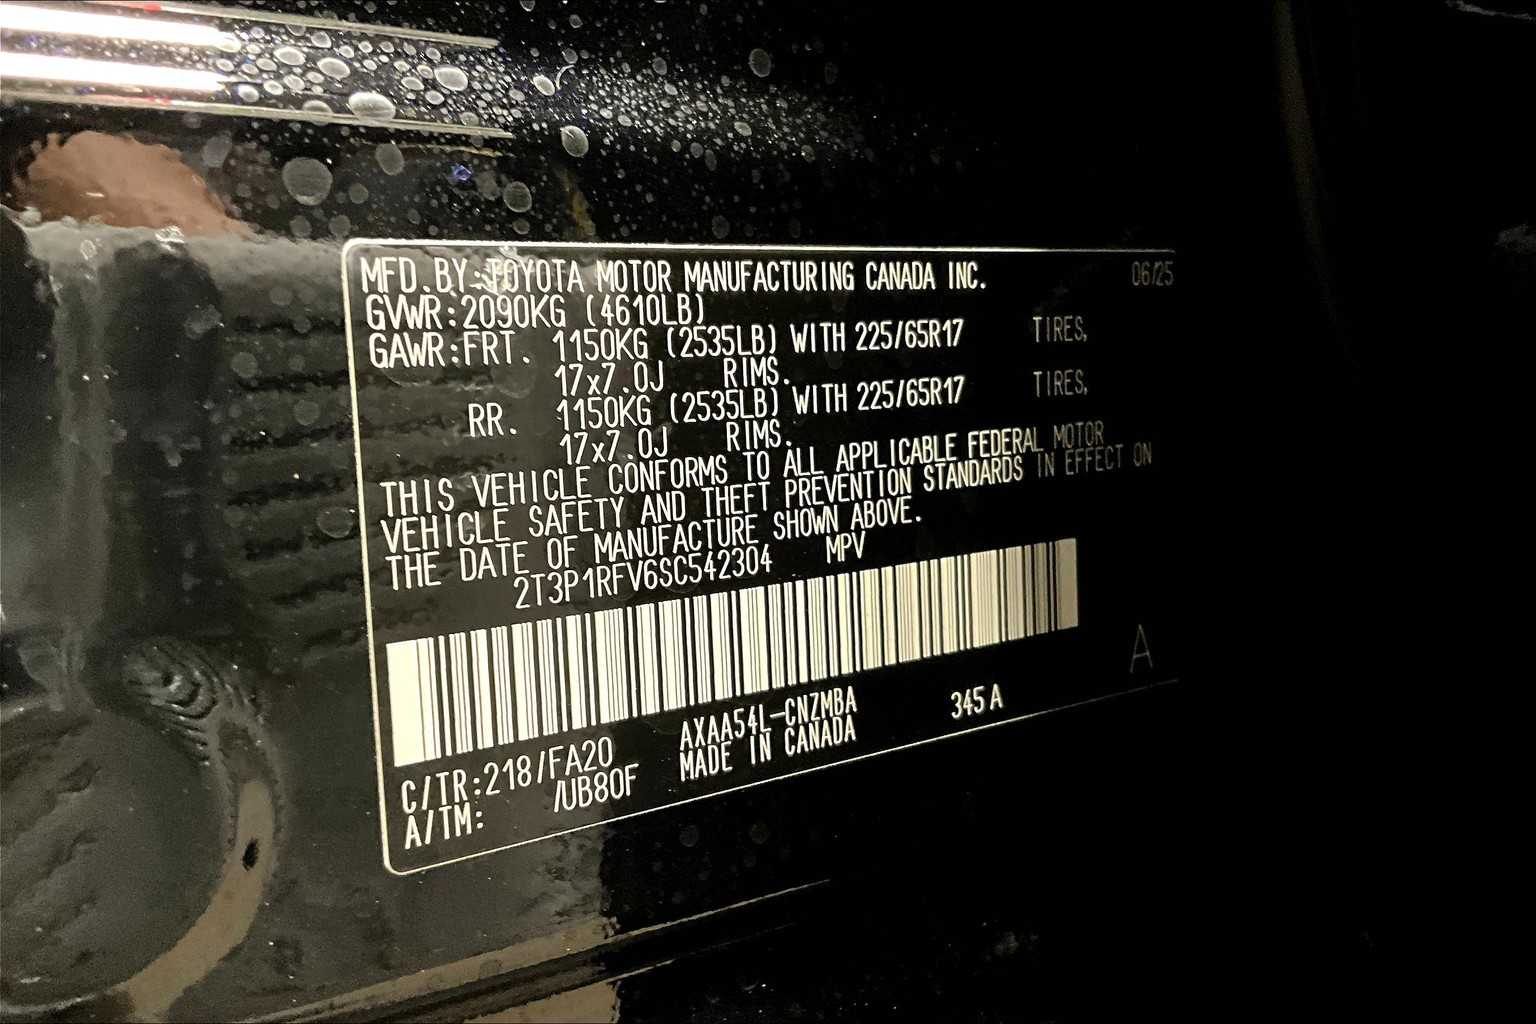 MFD.BY:TOYOTA MOTOR MANUFACTURING CANADA INC. 06/25
GVWR:2090KG (4610LB)
GAWR:FRT. 1150KG (2535LB) WITH 225/65R17 TIRES,
17x7.0J RIMS.
RR. 1150KG (2535LB) WITH 225/65R17 TIRES,
17x7.0J RIMS.
THIS VEHICLE CONFORMS TO ALL APPLICABLE FEDERAL MOTOR
VEHICLE SAFETY AND THEFT PREVENTION STANDARDS IN EFFECT ON
THE DATE OF MANUFACTURE SHOWN ABOVE.
2T3P1RFV6SC542304 MPV
A
C/TR:218/FA20 AXAA54L-CNZMBA 345A
A/TM: /UB80F MADE IN CANADA